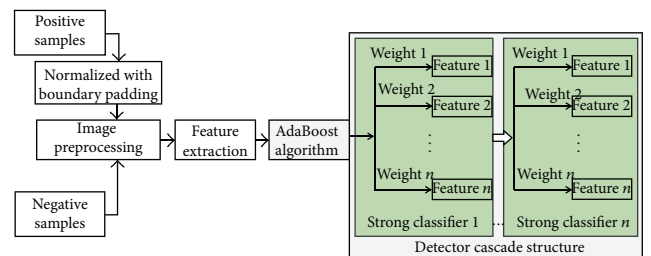 Positive
samples
Normalized with
boundary padding
Image
preprocessing
Negative
samples
Feature
extraction
AdaBoost
algorithm
Weight 1
Feature 1
Weight 2
Feature 2
⋮
Weight n
Feature n
Strong classifier 1
...
Weight 1
Feature 1
Weight 2
Feature 2
⋮
Weight n
Feature n
Strong classifier n
Detector cascade structure